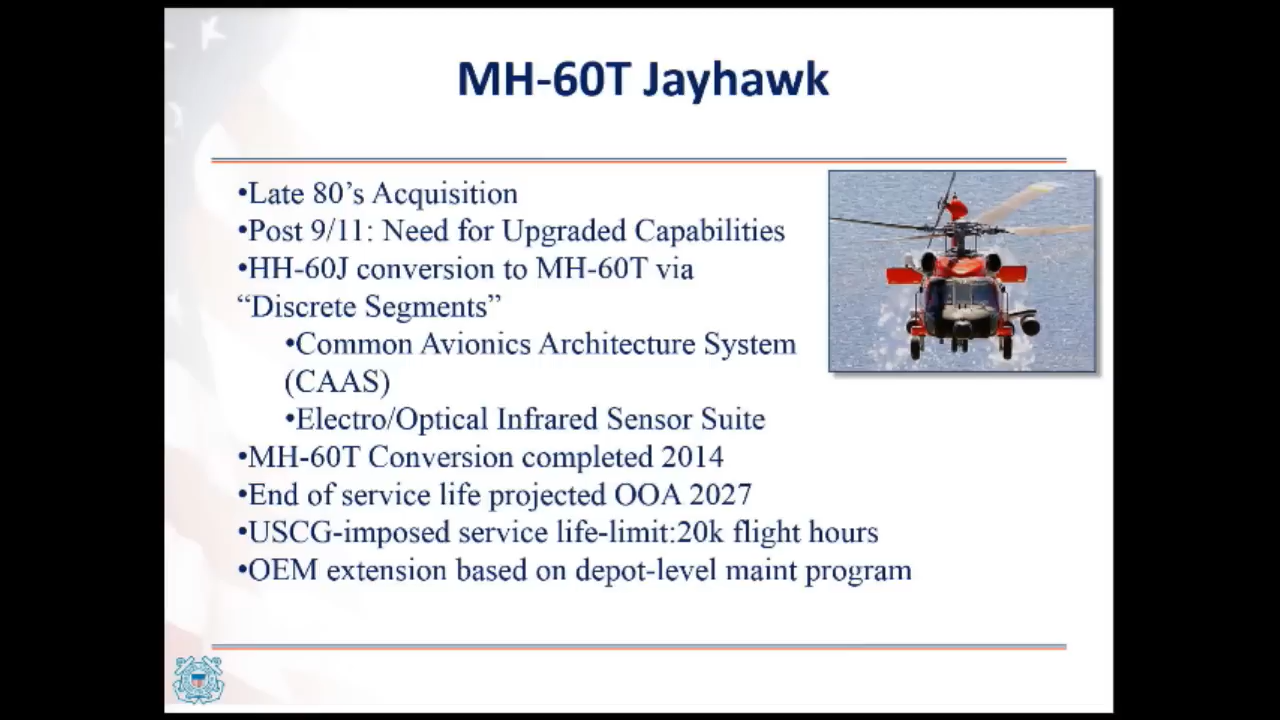 MH-60T Jayhawk
•Late 80’s Acquisition
•Post 9/11: Need for Upgraded Capabilities
•HH-60J conversion to MH-60T via
“Discrete Segments”
•Common Avionics Architecture System
(CAAS)
•Electro/Optical Infrared Sensor Suite
•MH-60T Conversion completed 2014
•End of service life projected OOA 2027
•USCG-imposed service life-limit:20k flight hours
•OEM extension based on depot-level maint program